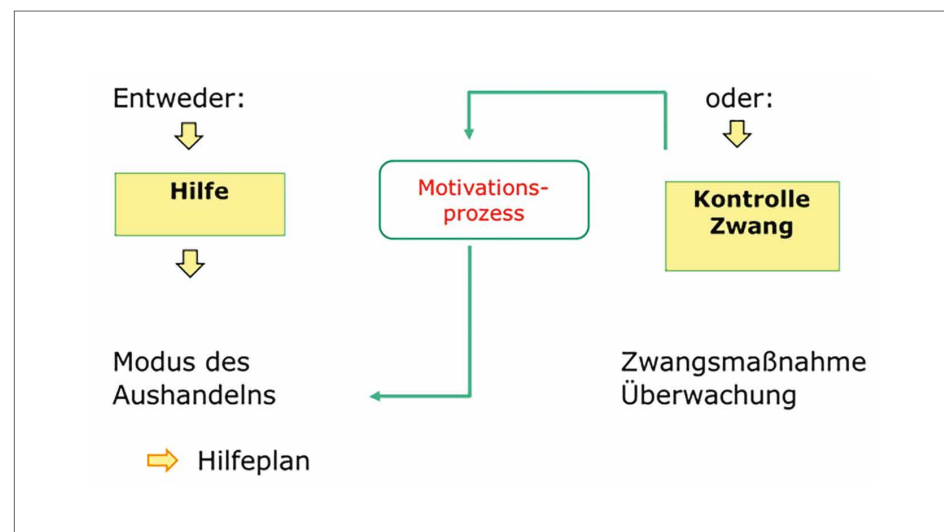 Entweder:
Hilfe
Modus des
Aushandelns
Hilfeplan
Motivations-
prozess
oder:
Kontrolle
Zwang
Zwangsmaßnahme
Überwachung